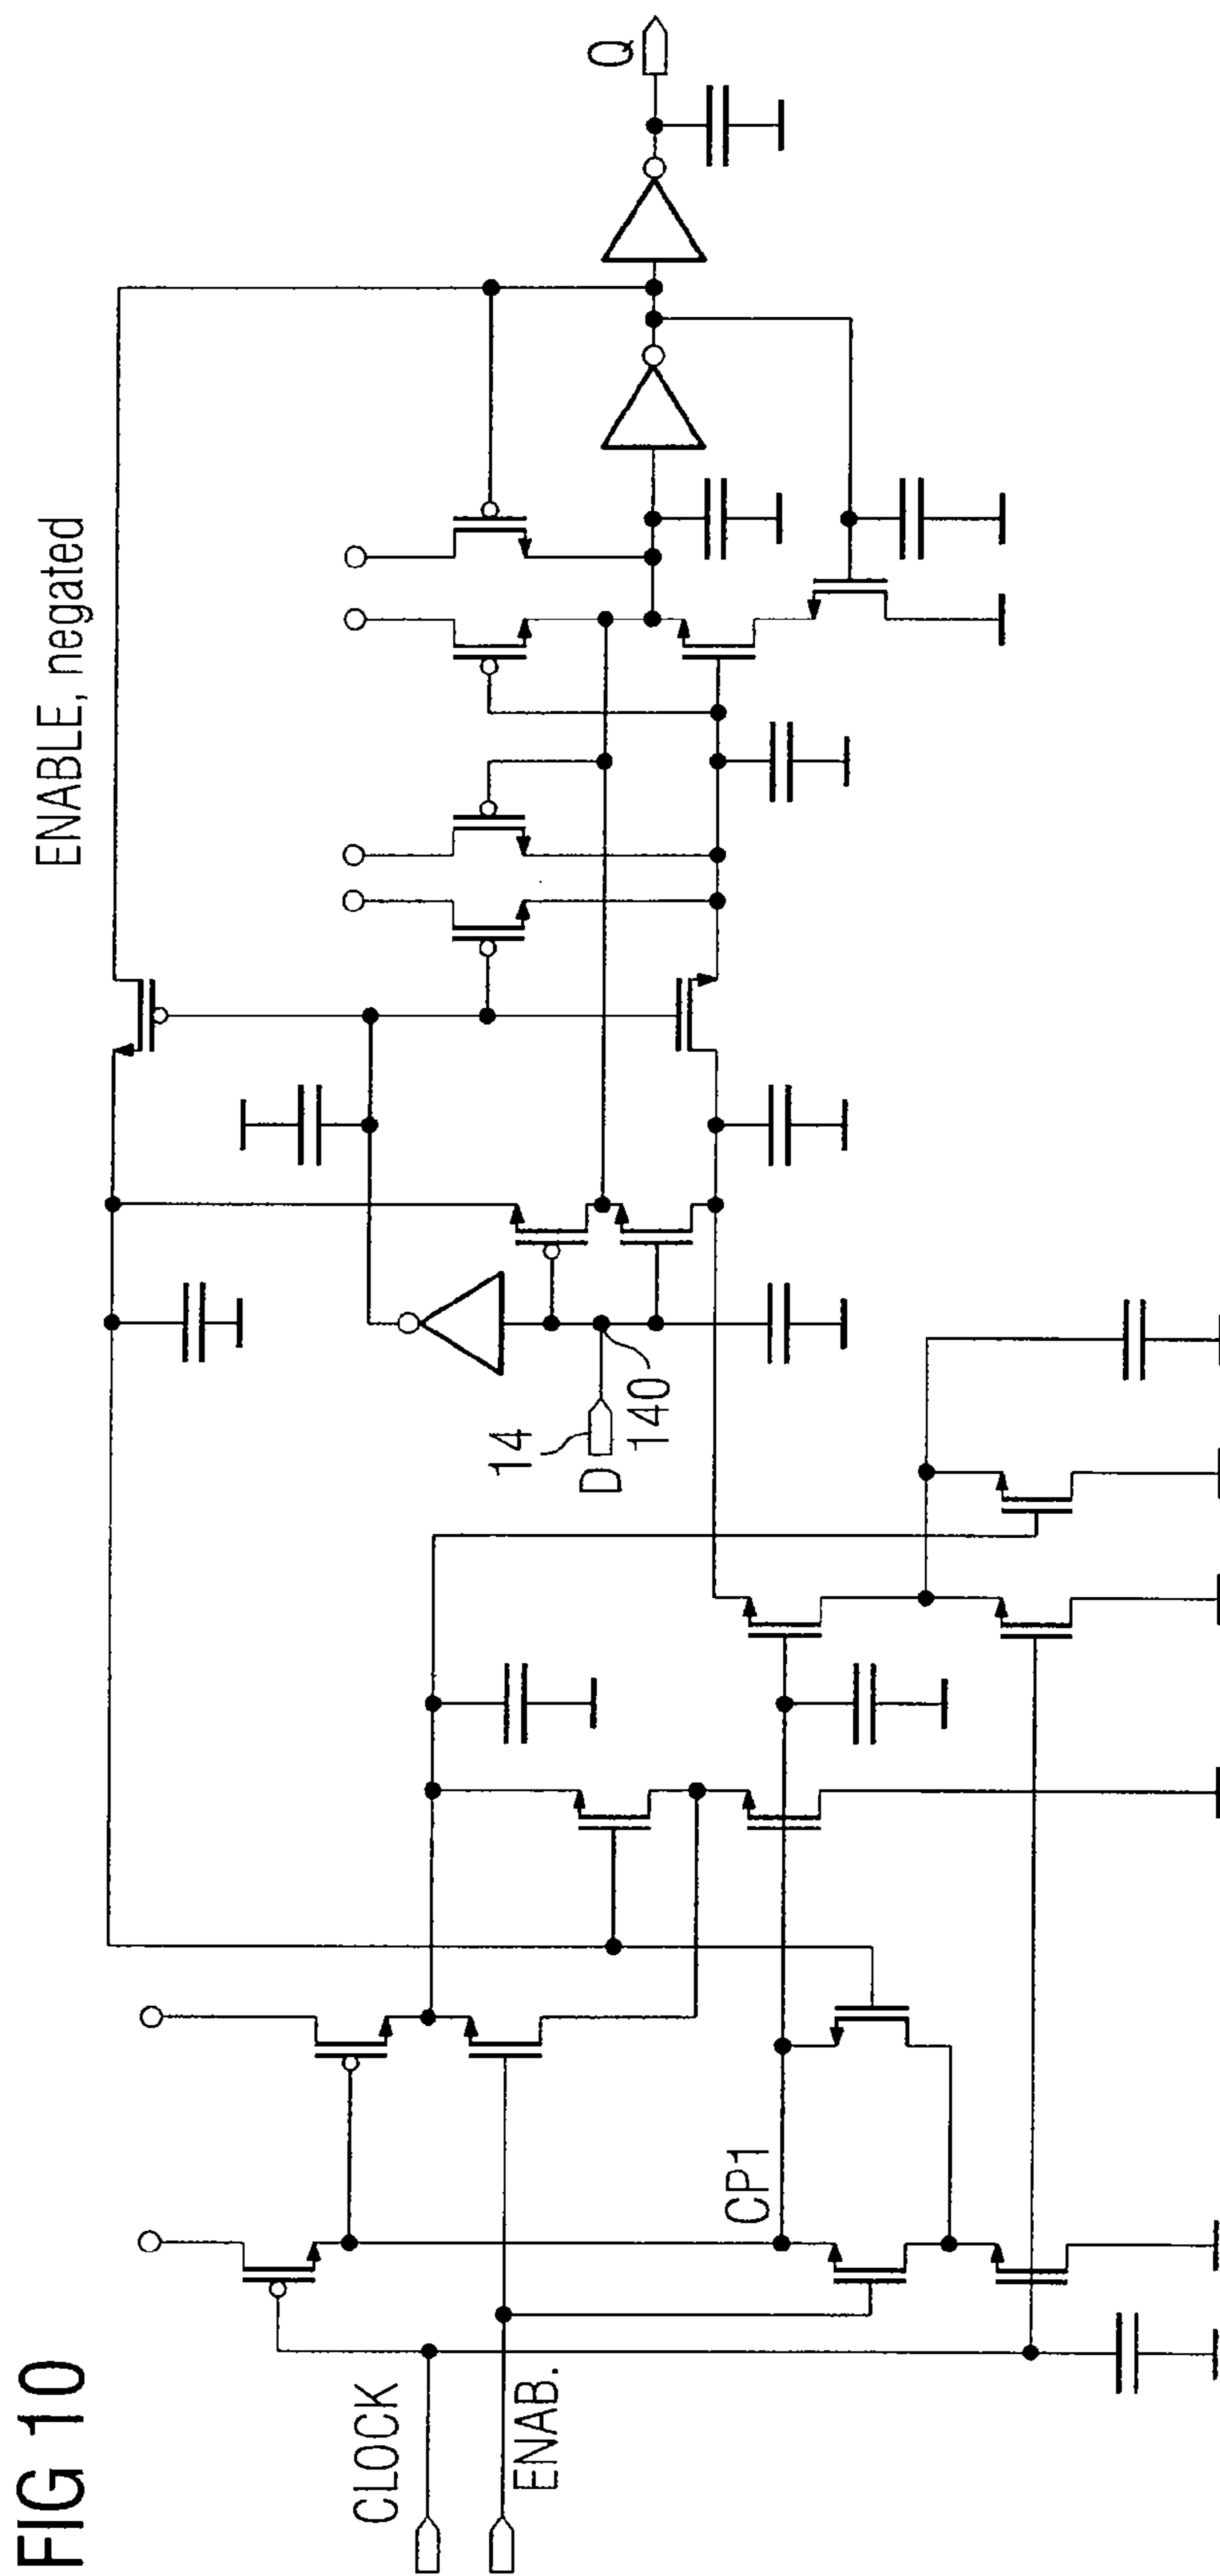 FIG 10
ENABLE, negated
CLOCK
ENAB.
CP1
14
D
140
Q